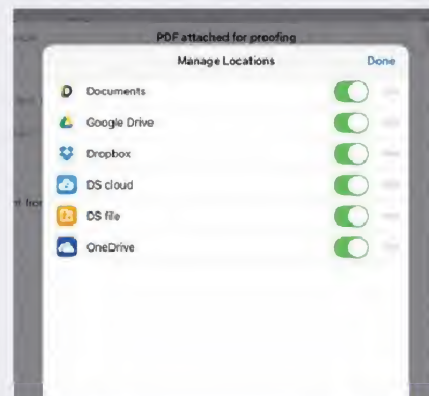 PDF attached for proofing
Manage Locations
Done
Documents
Google Drive
Dropbox
DS cloud
DS file
OneDrive